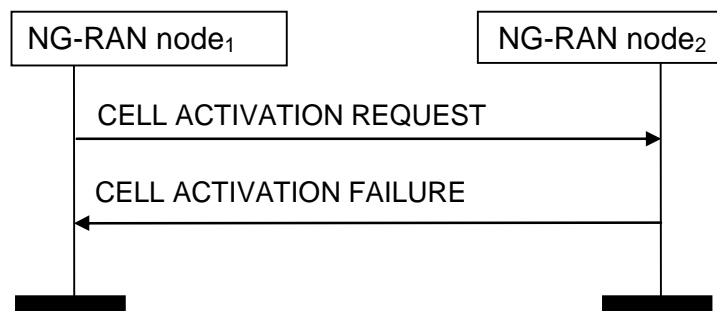 NG-RAN node₁
NG-RAN node₂
CELL ACTIVATION REQUEST
CELL ACTIVATION FAILURE